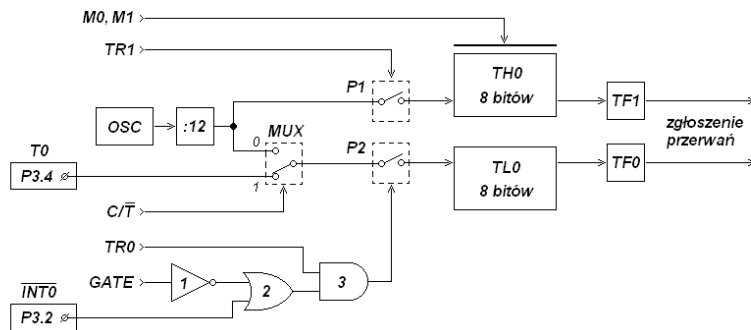 M0, M1
TR1
P1
TH0
8 bitów
TF1
OSC
:12
zgłoszenie
przerwań
0
MUX
T0
P2
TL0
8 bitów
TF0
P3.4
1
C/T̅
TR0
GATE
1
2
3
I̅N̅T̅0̅
P3.2